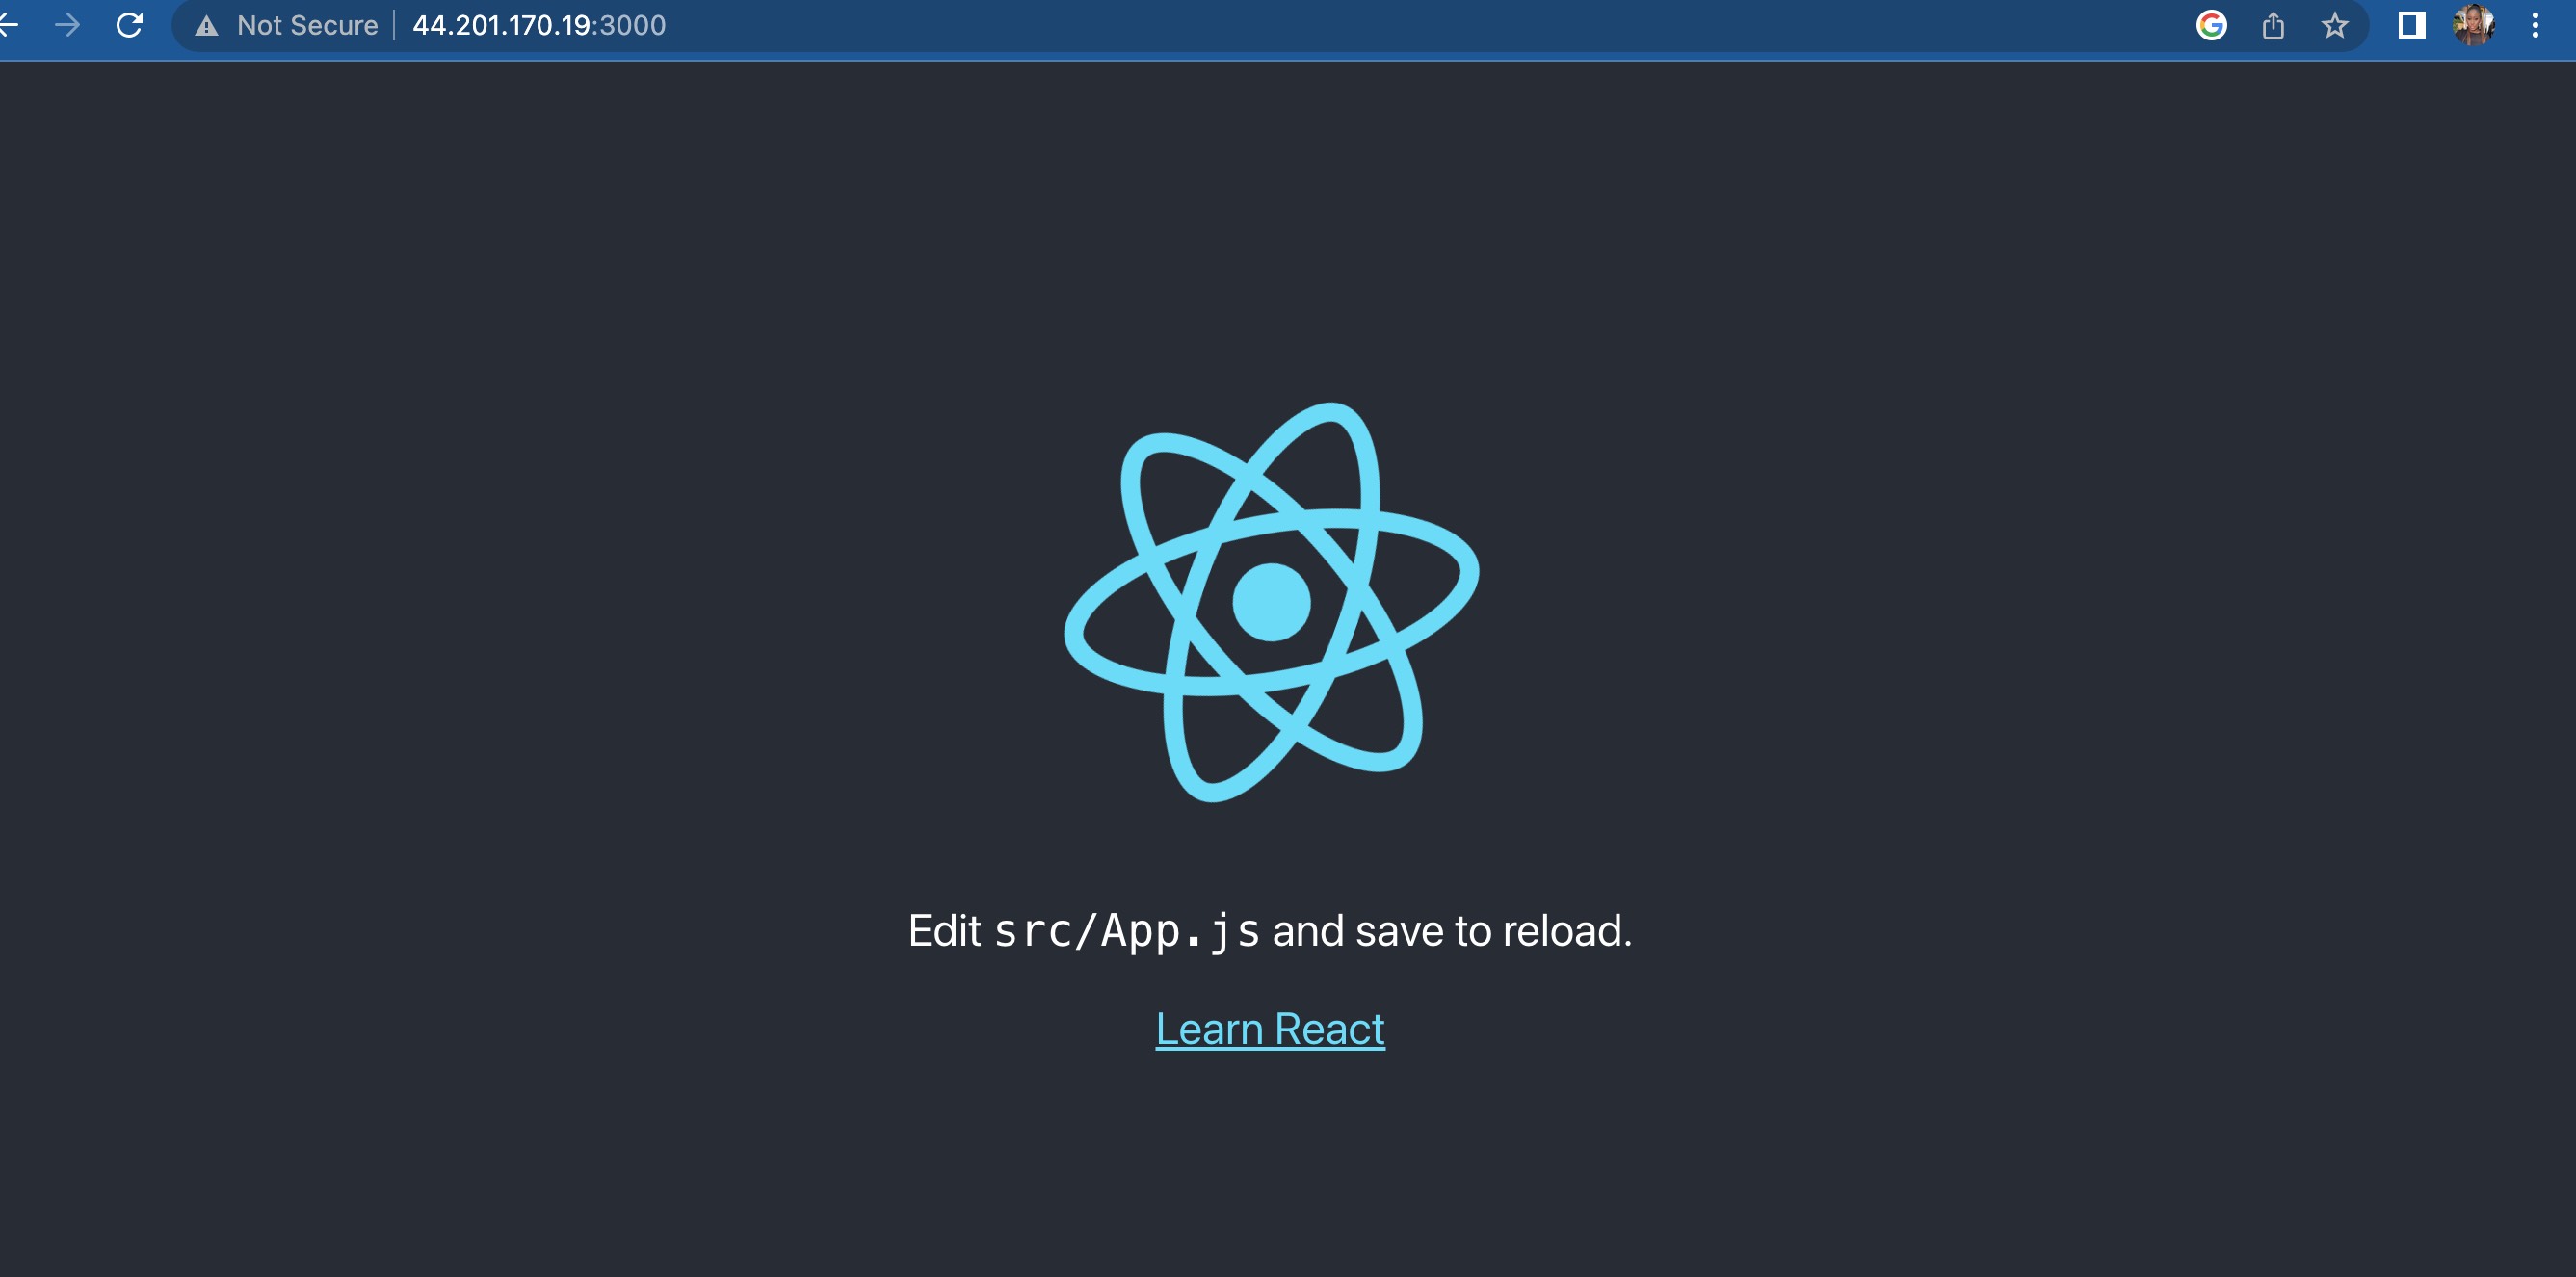 Not Secure 44.201.170.19:3000
Edit src/App.js and save to reload.
Learn React